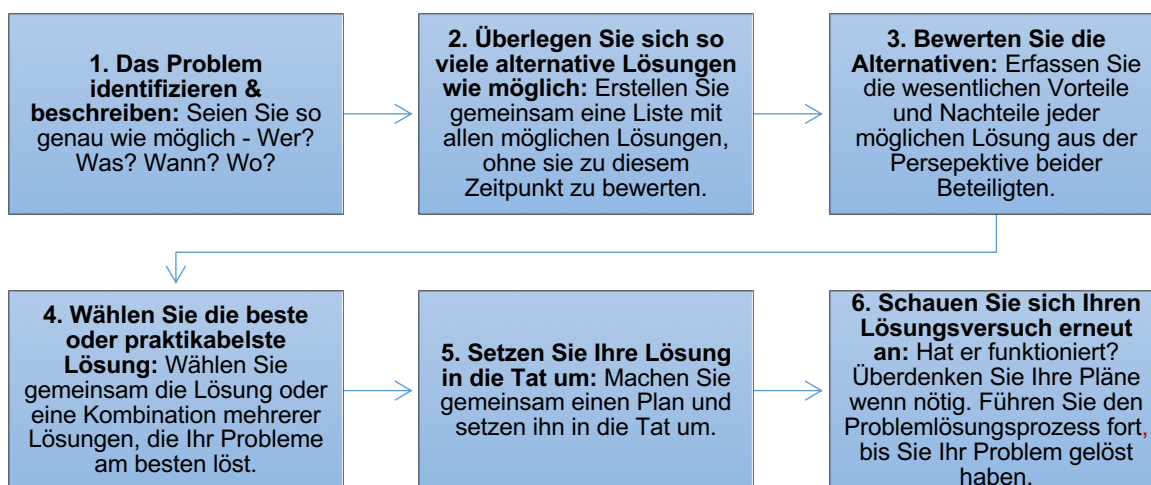 1. Das Problem
identifizieren &
beschreiben: Seien Sie so
genau wie möglich - Wer?
Was? Wann? Wo?
2. Überlegen Sie sich so
viele alternative Lösungen
wie möglich: Erstellen Sie
gemeinsam eine Liste mit
allen möglichen Lösungen,
ohne sie zu diesem
Zeitpunkt zu bewerten.
3. Bewerten Sie die
Alternativen: Erfassen Sie
die wesentlichen Vorteile
und Nachteile jeder
möglichen Lösung aus der
Persepektive beider
Beteiligten.
4. Wählen Sie die beste
oder praktikabelste
Lösung: Wählen Sie
gemeinsam die Lösung oder
eine Kombination mehrerer
Lösungen, die Ihr Probleme
am besten löst.
5. Setzen Sie Ihre Lösung
in die Tat um: Machen Sie
gemeinsam einen Plan und
setzen ihn in die Tat um.
6. Schauen Sie sich Ihren
Lösungsversuch erneut
an: Hat er funktioniert?
Überdenken Sie Ihre Pläne
wenn nötig. Führen Sie den
Problemlösungsprozess fort,
bis Sie Ihr Problem gelöst
haben.